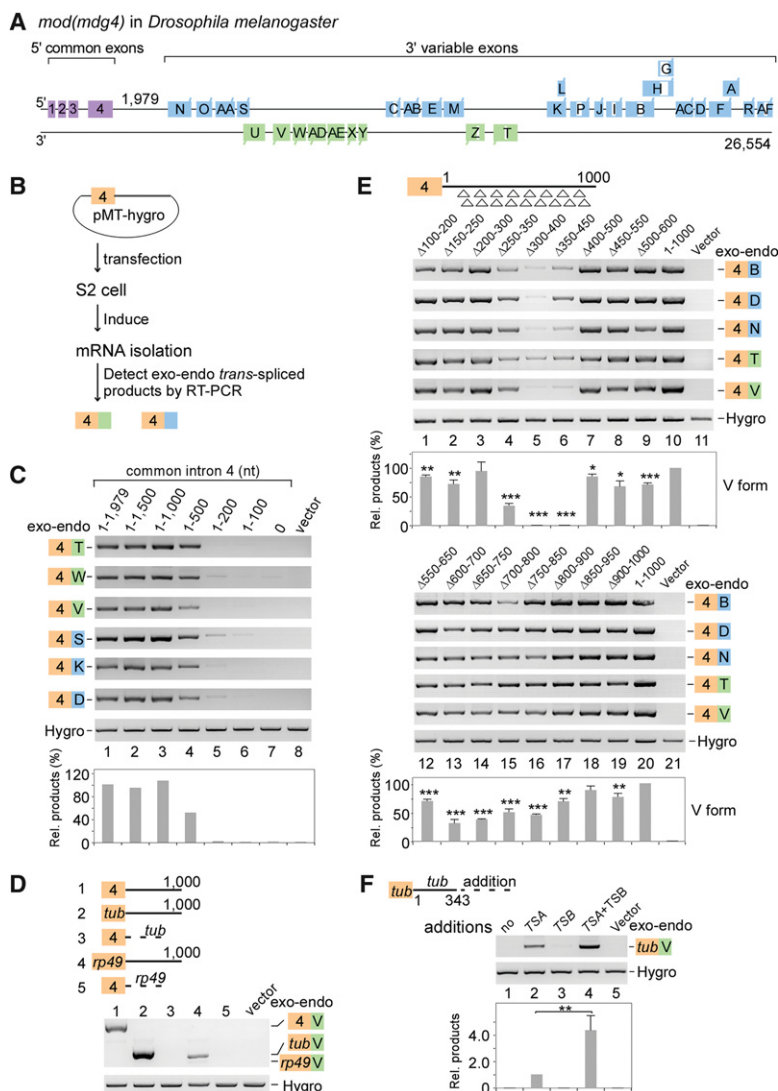 A mod(mdg4) in Drosophila melanogaster
5' common exons
3' variable exons
G
L H A
5' 1 2 3 4 1,979 N O AA S C AB E M K P J I B AC D F R AF
3' U V W AD AE X Y Z T 26,554
B
4
pMT-hygro
transfection
S2 cell
Induce
mRNA isolation
Detect exo-endo trans-spliced
products by RT-PCR
4 4
C
common intron 4 (nt)
exo-endo 1-1,979 1-1,500 1-1,000 1-500 1-200 1-100 0 vector
4 T
4 W
4 V
4 S
4 K
4 D
Hygro
1 2 3 4 5 6 7 8
Rel. products (%)
120
80
40
0
D
1 4 1,000
2 tub 1,000
3 4 tub
4 rp49 1,000
5 4 rp49
1 2 3 4 5 vector exo-endo
4 V
tub V
rp49 V
Hygro
E
4 1 1000
Δ100-200 Δ150-250 Δ200-300 Δ250-350 Δ300-400 Δ350-450 Δ400-500 Δ450-550 Δ500-600 1-1000 Vector
exo-endo
4 B
4 D
4 N
4 T
4 V
Hygro
1 2 3 4 5 6 7 8 9 10 11
Rel. products (%)
100
50
0
** ** *** *** *** * * ***
V form
Δ550-650 Δ600-700 Δ650-750 Δ700-800 Δ750-850 Δ800-900 Δ850-950 Δ900-1000 1-1000 Vector
exo-endo
4 B
4 D
4 N
4 T
4 V
Hygro
12 13 14 15 16 17 18 19 20 21
Rel. products (%)
100
50
0
*** *** *** *** *** ** **
V form
F
tub tub addition
1 343
additions no TSA TSB TSA+TSB Vector exo-endo
tub V
Hygro
1 2 3 4 5
Rel. products
4.0
2.0
0
**